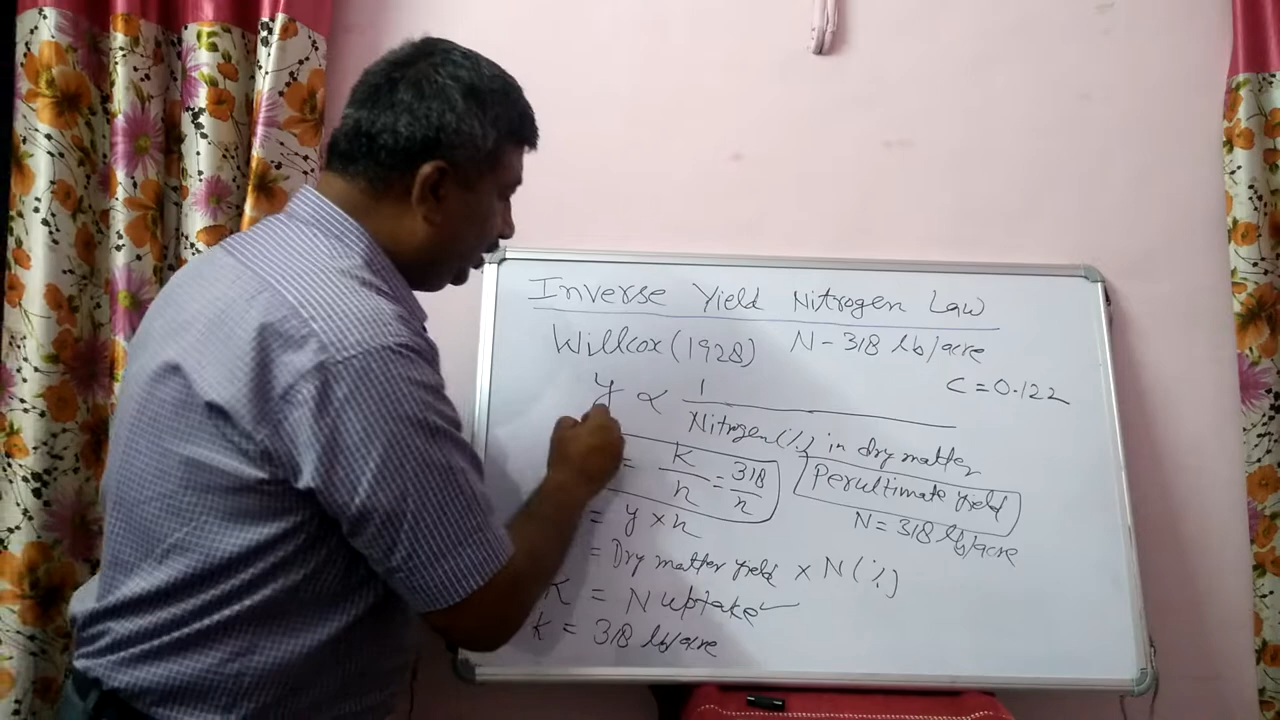 Inverse Yield Nitrogen Law
Willcox (1928) N - 318 lb/acre
C = 0.122
y ∝ 1 / Nitrogen (%) in dry matter
= K/n = 318/n
Perultimate yield
N = 318 lb/acre
= y × n
= Dry matter yield × N (%)
K = N uptake ✓
K = 318 lb/acre